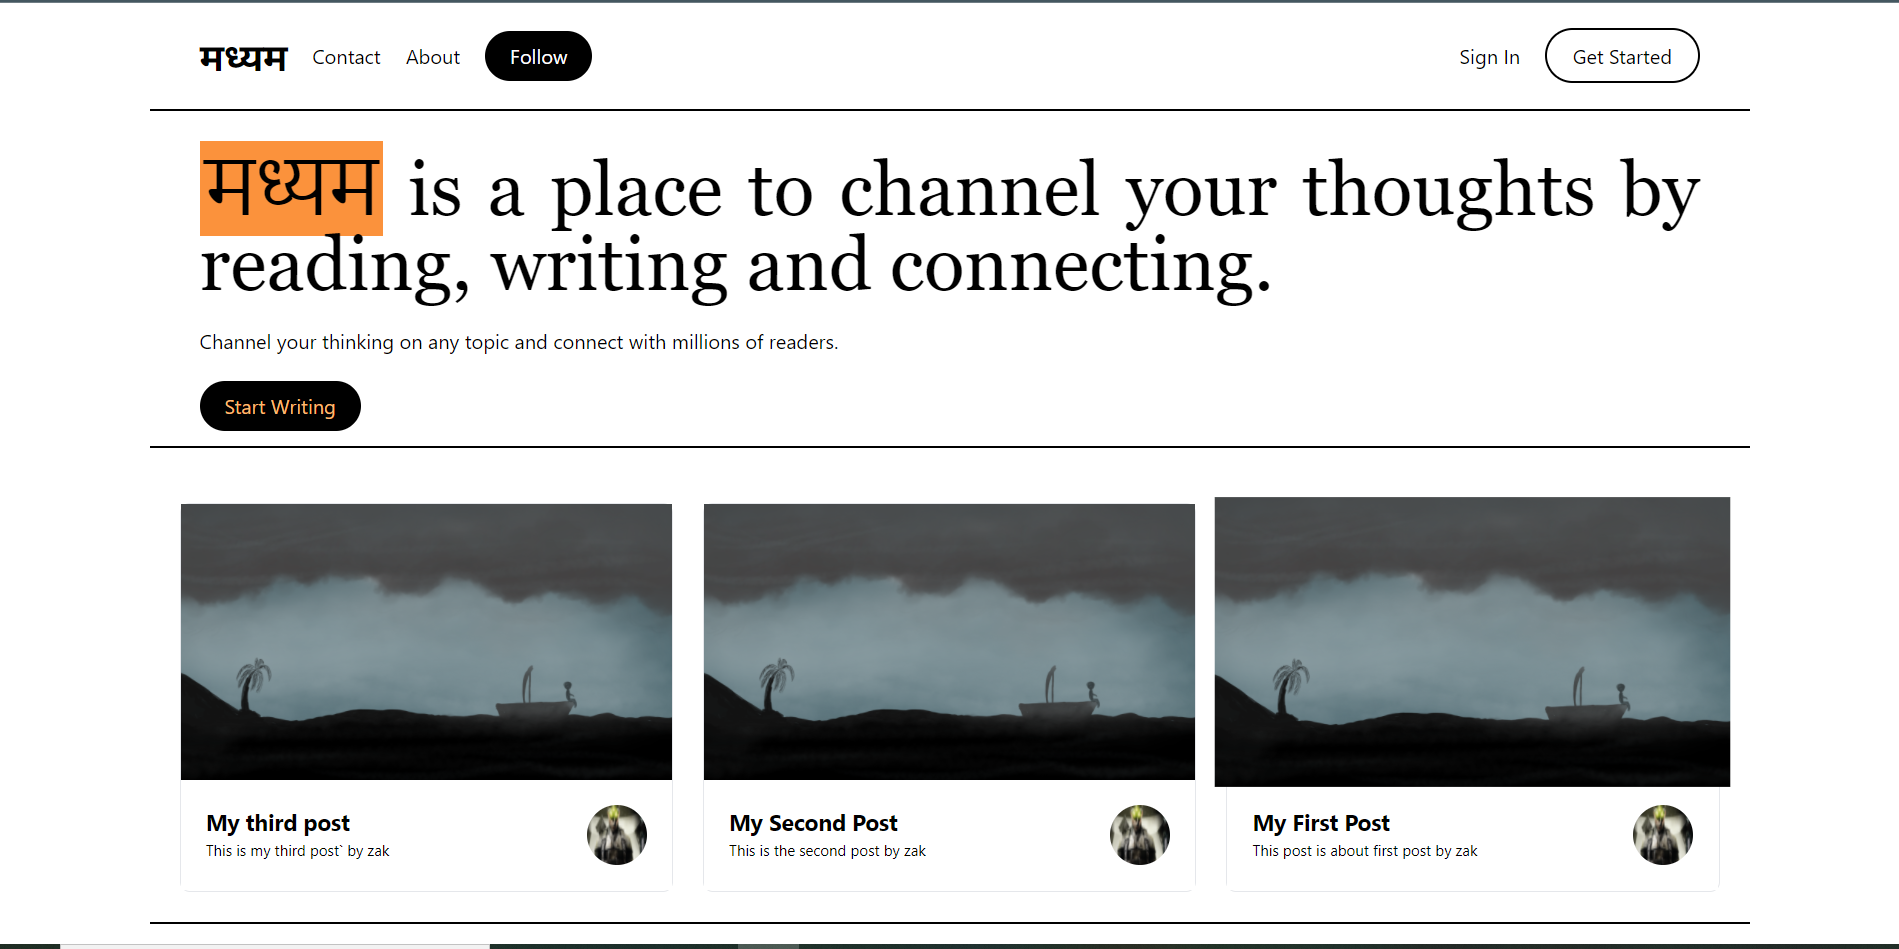 मध्यम Contact About Follow Sign In Get Started
मध्यम is a place to channel your thoughts by
reading, writing and connecting.
Channel your thinking on any topic and connect with millions of readers.
Start Writing
My third post
This is my third post` by zak
My Second Post
This is the second post by zak
My First Post
This post is about first post by zak